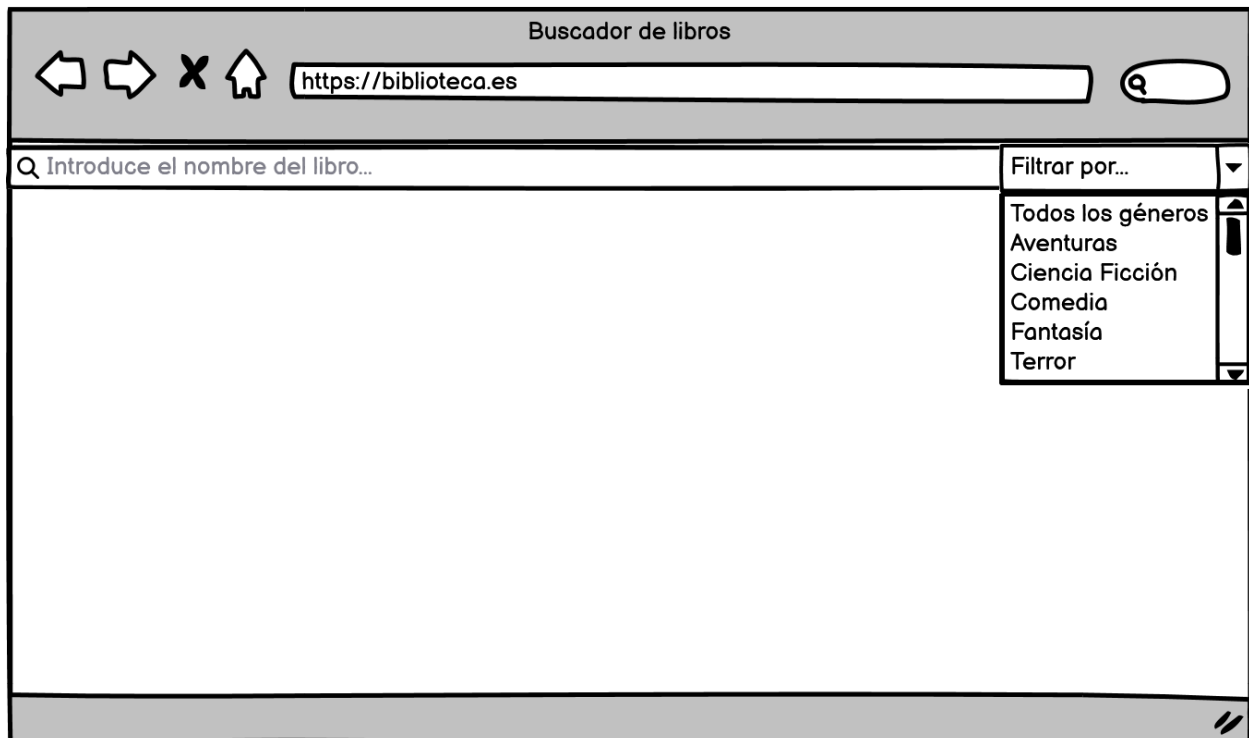 Buscador de libros
https://biblioteca.es
Introduce el nombre del libro...
Filtrar por...
Todos los géneros
Aventuras
Ciencia Ficción
Comedia
Fantasía
Terror